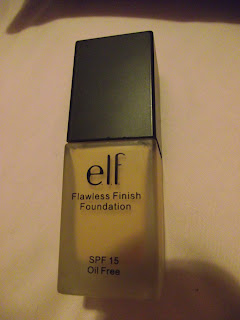 elf
Flawless Finish
Foundation
SPF 15
Oil Free